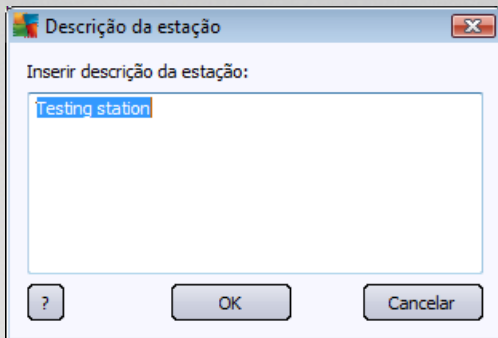 Descrição da estação
Inserir descrição da estação:
Testing station
? OK Cancelar